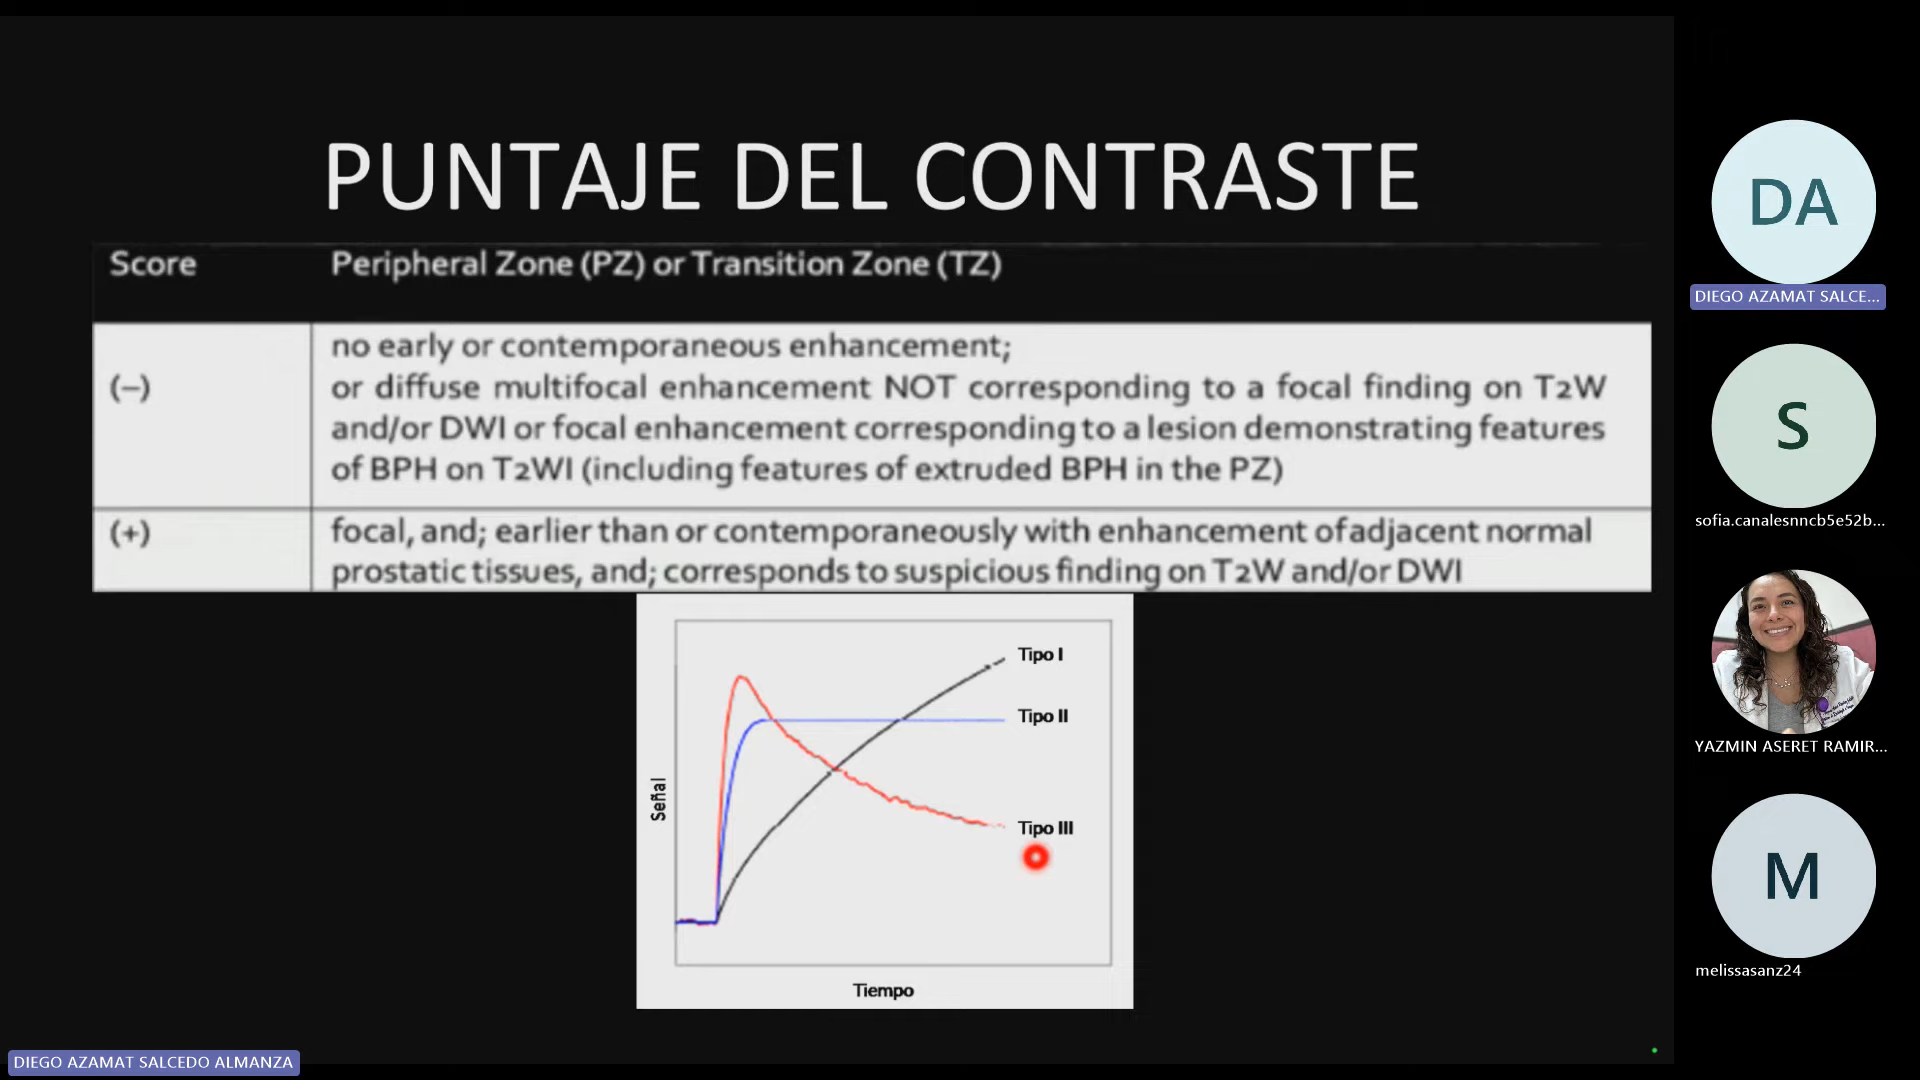 PUNTAJE DEL CONTRASTE
Score Peripheral Zone (PZ) or Transition Zone (TZ)
no early or contemporaneous enhancement;
(−) or diffuse multifocal enhancement NOT corresponding to a focal finding on T2W
and/or DWI or focal enhancement corresponding to a lesion demonstrating features
of BPH on T2WI (including features of extruded BPH in the PZ)
(+) focal, and; earlier than or contemporaneously with enhancement of adjacent normal
prostatic tissues, and; corresponds to suspicious finding on T2W and/or DWI
Tipo I
Tipo II
Señal
Tipo III
Tiempo
DIEGO AZAMAT SALCEDO ALMANZA
DA
DIEGO AZAMAT SALCE...
S
sofia.canalesnncb5e52b...
YAZMIN ASERET RAMIR...
M
melissasanz24